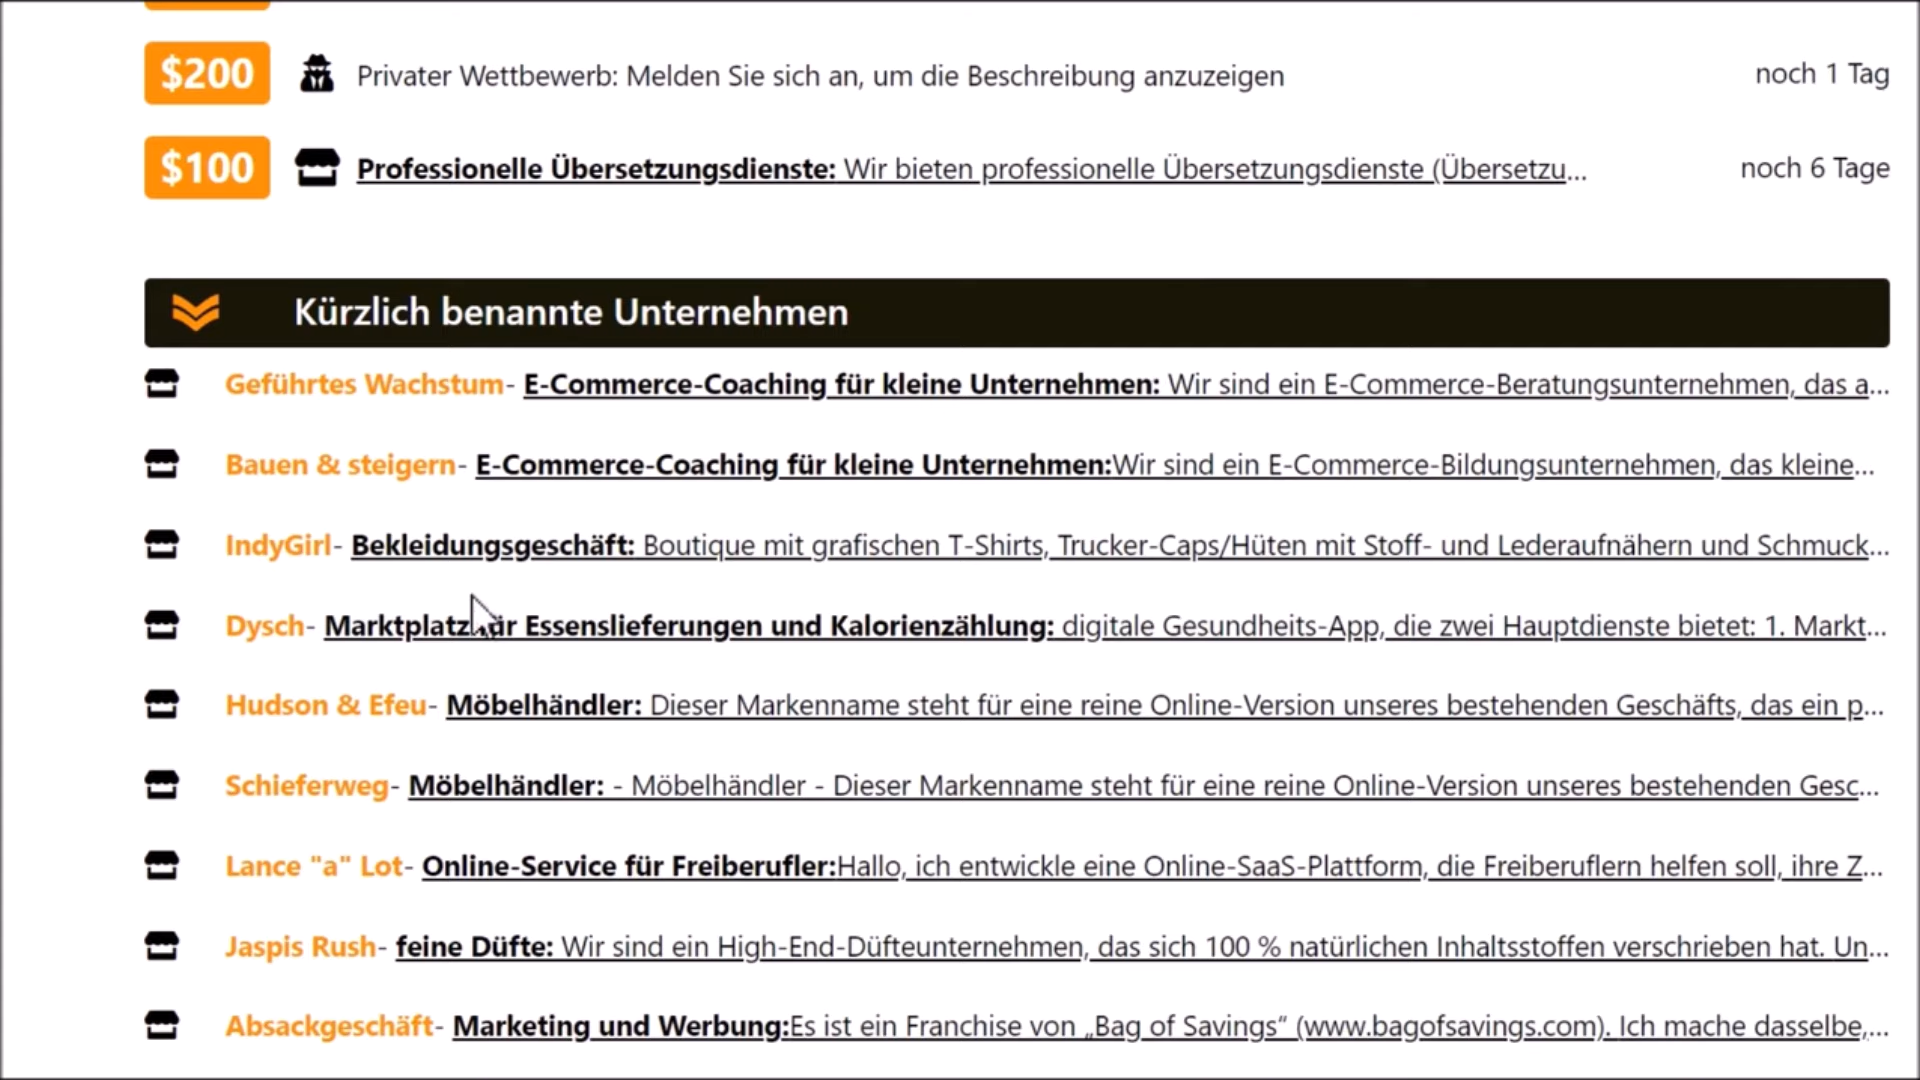 $200 Privater Wettbewerb: Melden Sie sich an, um die Beschreibung anzuzeigen noch 1 Tag
$100 Professionelle Übersetzungsdienste: Wir bieten professionelle Übersetzungsdienste (Übersetzu... noch 6 Tage
Kürzlich benannte Unternehmen
Geführtes Wachstum- E-Commerce-Coaching für kleine Unternehmen: Wir sind ein E-Commerce-Beratungsunternehmen, das a...
Bauen & steigern- E-Commerce-Coaching für kleine Unternehmen:Wir sind ein E-Commerce-Bildungsunternehmen, das kleine...
IndyGirl- Bekleidungsgeschäft: Boutique mit grafischen T-Shirts, Trucker-Caps/Hüten mit Stoff- und Lederaufnähern und Schmuck...
Dysch- Marktplatz für Essenslieferungen und Kalorienzählung: digitale Gesundheits-App, die zwei Hauptdienste bietet: 1. Markt...
Hudson & Efeu- Möbelhändler: Dieser Markenname steht für eine reine Online-Version unseres bestehenden Geschäfts, das ein p...
Schieferweg- Möbelhändler: - Möbelhändler - Dieser Markenname steht für eine reine Online-Version unseres bestehenden Gesc...
Lance "a" Lot- Online-Service für Freiberufler:Hallo, ich entwickle eine Online-SaaS-Plattform, die Freiberuflern helfen soll, ihre Z...
Jaspis Rush- feine Düfte: Wir sind ein High-End-Düfteunternehmen, das sich 100 % natürlichen Inhaltsstoffen verschrieben hat. Un...
Absackgeschäft- Marketing und Werbung:Es ist ein Franchise von „Bag of Savings“ (www.bagofsavings.com). Ich mache dasselbe,...